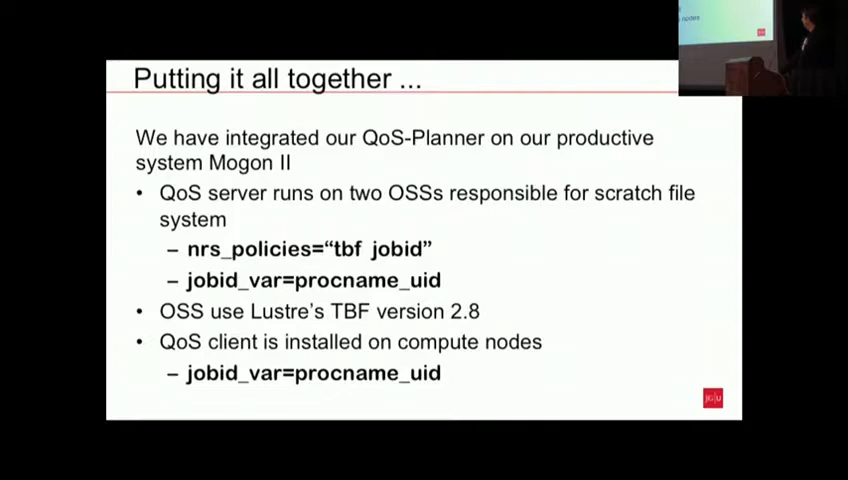 Putting it all together ...
We have integrated our QoS-Planner on our productive
system Mogon II
• QoS server runs on two OSSs responsible for scratch file
system
– nrs_policies=“tbf jobid”
– jobid_var=procname_uid
• OSS use Lustre’s TBF version 2.8
• QoS client is installed on compute nodes
– jobid_var=procname_uid
JG|U
nodes